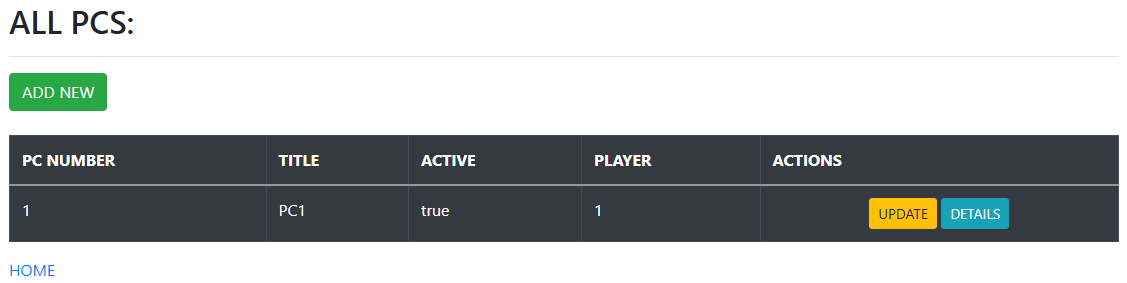 ALL PCS:
ADD NEW
PC NUMBER TITLE ACTIVE PLAYER ACTIONS
1 PC1 true 1 UPDATE DETAILS
HOME